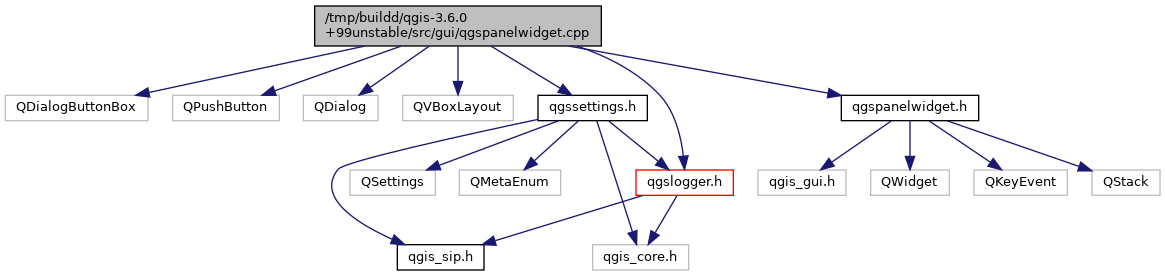 /tmp/buildd/qgis-3.6.0
+99unstable/src/gui/qgspanelwidget.cpp
QDialogButtonBox
QPushButton
QDialog
QVBoxLayout
qgssettings.h
qgspanelwidget.h
QSettings
QMetaEnum
qgslogger.h
qgis_gui.h
QWidget
QKeyEvent
QStack
qgis_sip.h
qgis_core.h